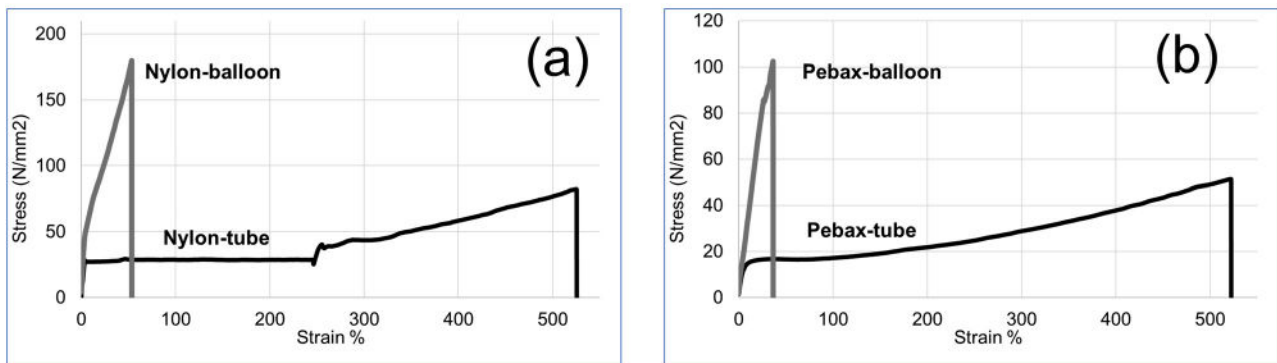 (a)
Nylon-balloon
Nylon-tube
Stress (N/mm2)
200
150
100
50
0
0 100 200 300 400 500
Strain %
(b)
Pebax-balloon
Pebax-tube
Stress (N/mm2)
120
100
80
60
40
20
0
0 100 200 300 400 500
Strain %